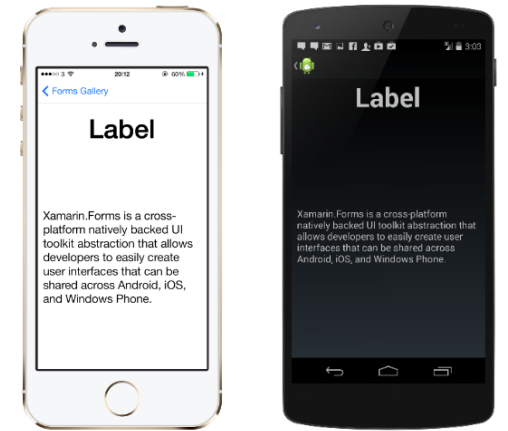 3
20:12
60%
Forms Gallery
Label
Xamarin.Forms is a cross-
platform natively backed UI
toolkit abstraction that allows
developers to easily create
user interfaces that can be
shared across Android, iOS,
and Windows Phone.
3:03
Label
Xamarin.Forms is a cross-platform
natively backed UI toolkit abstraction that
allows developers to easily create user
interfaces that can be shared across
Android, iOS, and Windows Phone.